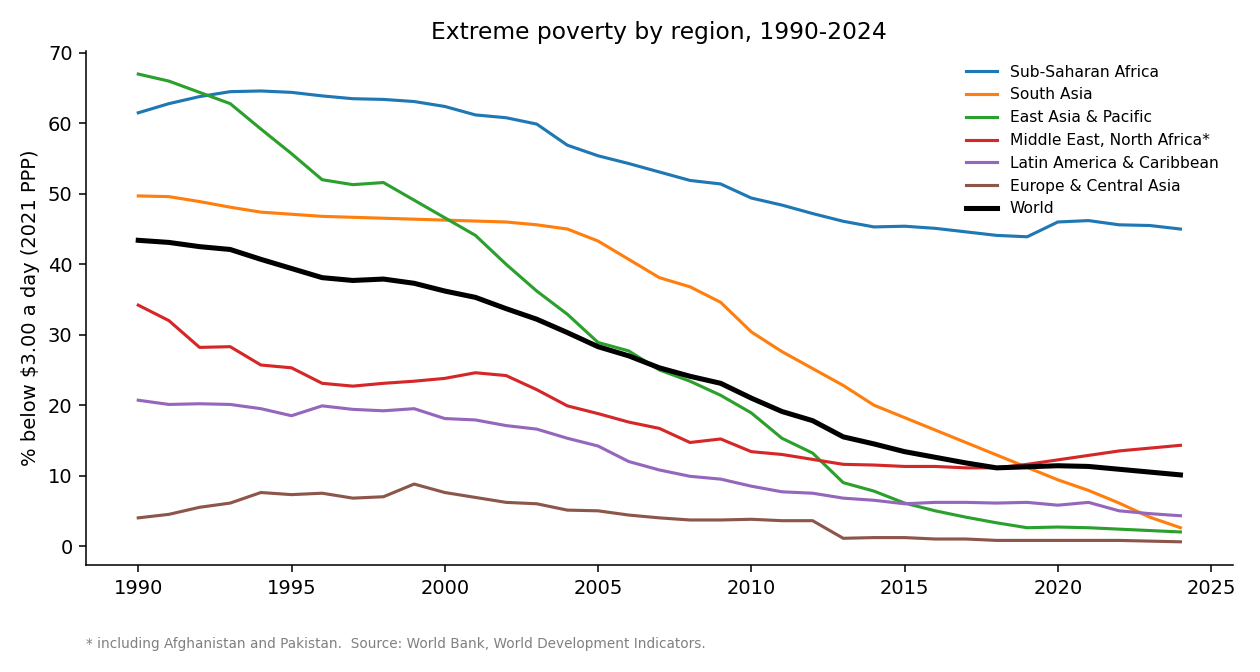 Extreme poverty by region, 1990-2024
% below $3.00 a day (2021 PPP)
70
60
50
40
30
20
10
0
Sub-Saharan Africa
South Asia
East Asia & Pacific
Middle East, North Africa*
Latin America & Caribbean
Europe & Central Asia
World
1990 1995 2000 2005 2010 2015 2020 2025
* including Afghanistan and Pakistan. Source: World Bank, World Development Indicators.